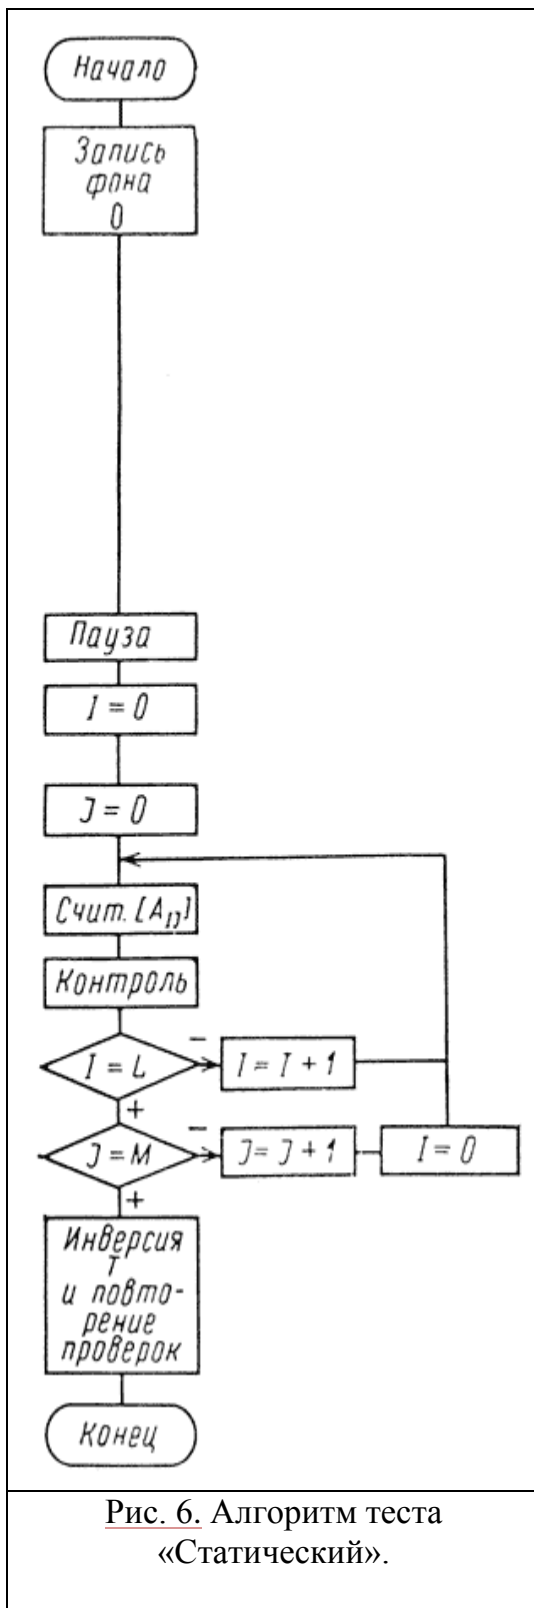 Начало
Запись
фона
0
Пауза
I = 0
J = 0
Счит. [A_IJ]
Контроль
I = L
−
I = I + 1
+
J = M
−
J = J + 1
I = 0
+
Инверсия
Т
и повто-
рение
проверок
Конец
Рис. 6. Алгоритм теста
«Статический».